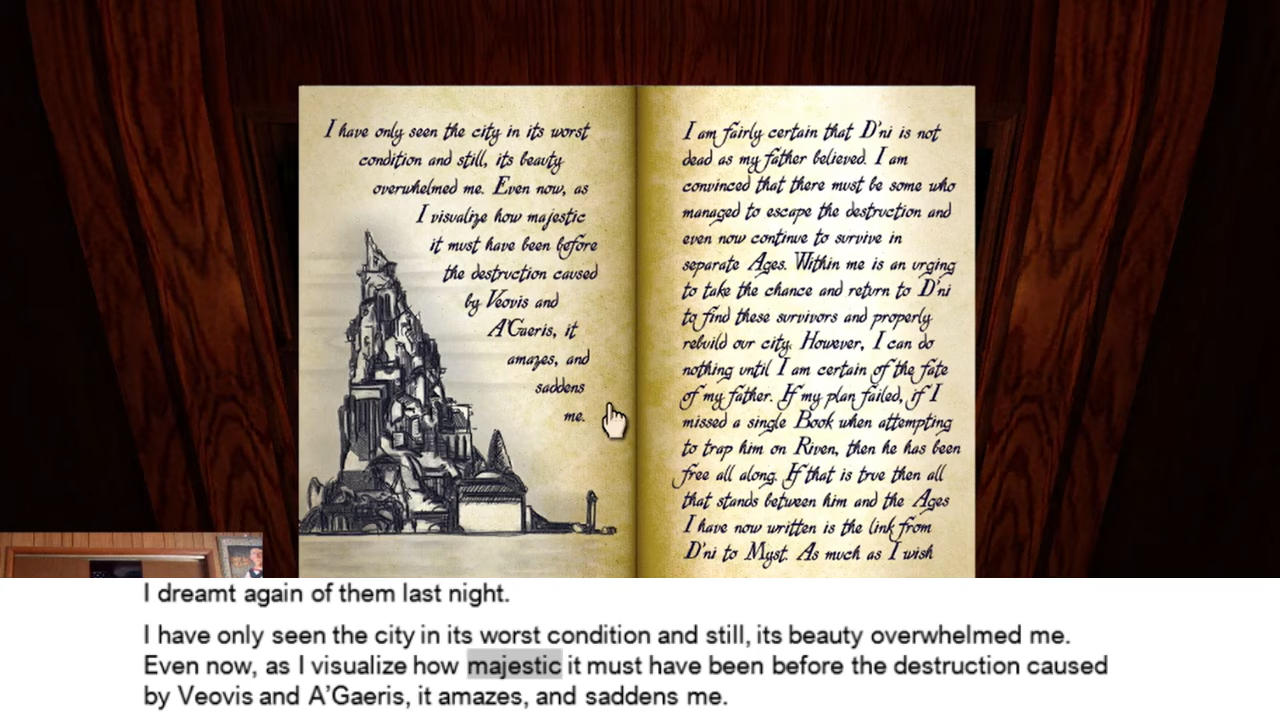 I have only seen the city in its worst
condition and still, its beauty
overwhelmed me. Even now, as
I visualize how majestic
it must have been before
the destruction caused
by Veovis and
A'Gaeris, it
amazes, and
saddens
me.
I am fairly certain that D'ni is not
dead as my father believed. I am
convinced that there must be some who
managed to escape the destruction and
even now continue to survive in
separate Ages. Within me is an urging
to take the chance and return to D'ni
to find these survivors and properly
rebuild our city. However, I can do
nothing until I am certain of the fate
of my father. If my plan failed, if I
missed a single Book when attempting
to trap him on Riven, then he has been
free all along. If that is true then all
that stands between him and the Ages
I have now written is the link from
D'ni to Myst. As much as I wish
I dreamt again of them last night.
I have only seen the city in its worst condition and still, its beauty overwhelmed me.
Even now, as I visualize how majestic it must have been before the destruction caused
by Veovis and A'Gaeris, it amazes, and saddens me.